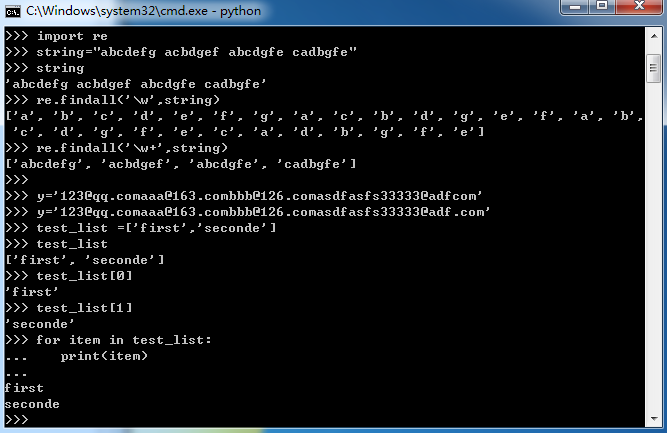 C:\Windows\system32\cmd.exe - python
>>> import re
>>> string="abcdefg acbdgef abcdgfe cadbgfe"
>>> string
'abcdefg acbdgef abcdgfe cadbgfe'
>>> re.findall('\w',string)
['a', 'b', 'c', 'd', 'e', 'f', 'g', 'a', 'c', 'b', 'd', 'g', 'e', 'f', 'a', 'b',
 'c', 'd', 'g', 'f', 'e', 'c', 'a', 'd', 'b', 'g', 'f', 'e']
>>> re.findall('\w+',string)
['abcdefg', 'acbdgef', 'abcdgfe', 'cadbgfe']
>>>
>>> y='123@qq.comaaa@163.combbb@126.comasdfasfs33333@adfcom'
>>> y='123@qq.comaaa@163.combbb@126.comasdfasfs33333@adf.com'
>>> test_list =['first','seconde']
>>> test_list
['first', 'seconde']
>>> test_list[0]
'first'
>>> test_list[1]
'seconde'
>>> for item in test_list:
...     print(item)
...
first
seconde
>>>